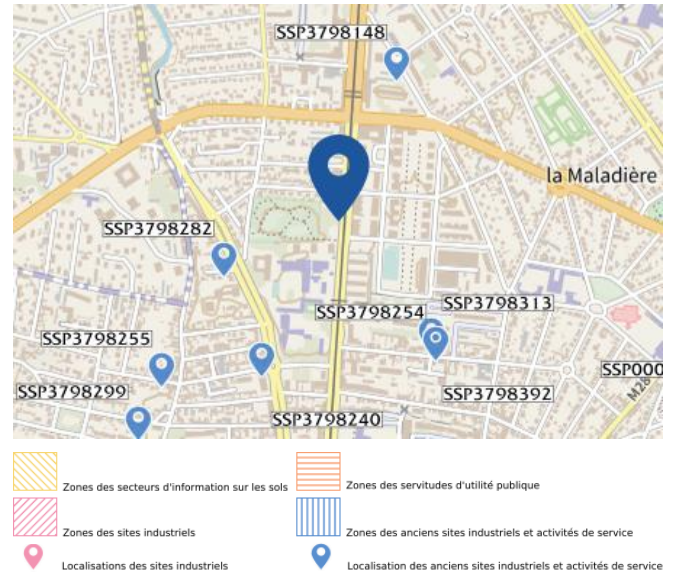 SSP3798148
la Maladière
SSP3798282
SSP3798313
SSP3798254
SSP3798255
SSP000
SSP3798299
SSP3798392
M28
SSP3798240
Zones des secteurs d'information sur les sols
Zones des servitudes d'utilité publique
Zones des sites industriels
Zones des anciens sites industriels et activités de service
Localisations des sites industriels
Localisation des anciens sites industriels et activités de service